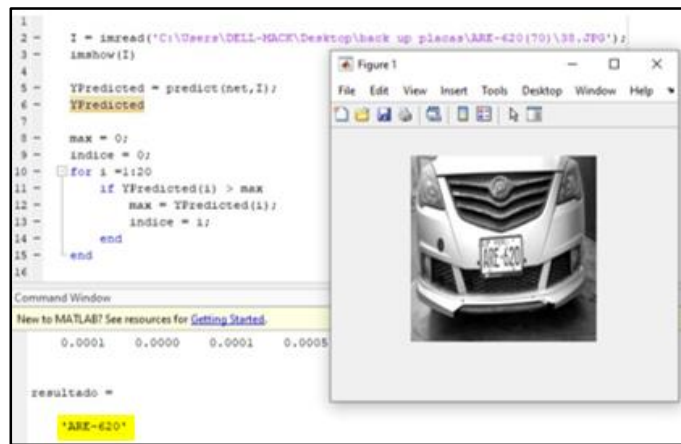 1
2 - I = imread('C:\Users\DELL-MACK\Desktop\back up placas\ARE-620(70)\38.JPG');
3 - imshow(I)
4
5 - YPredicted = predict(net,I);
6 - YPredicted
7
8 - max = 0;
9 - indice = 0;
10 - for i =1:20
11 - if YPredicted(i) > max
12 - max = YPredicted(i);
13 - indice = i;
14 - end
15 - end
16
Figure 1
File Edit View Insert Tools Desktop Window Help
ARE-620
Command Window
New to MATLAB? See resources for Getting Started.
0.0001 0.0000 0.0001 0.0005
resultado =
'ARE-620'